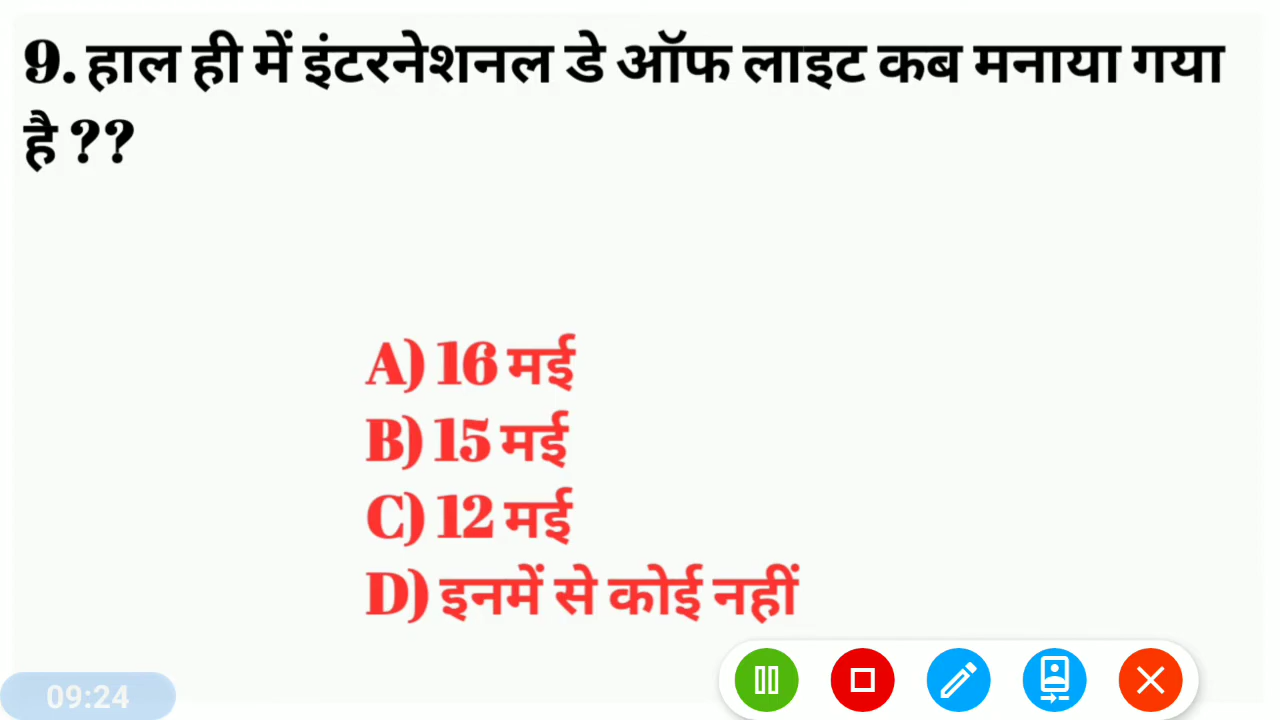 9. हाल ही में इंटरनेशनल डे ऑफ लाइट कब मनाया गया
है ??
A) 16 मई
B) 15 मई
C) 12 मई
D) इनमें से कोई नहीं
09:24